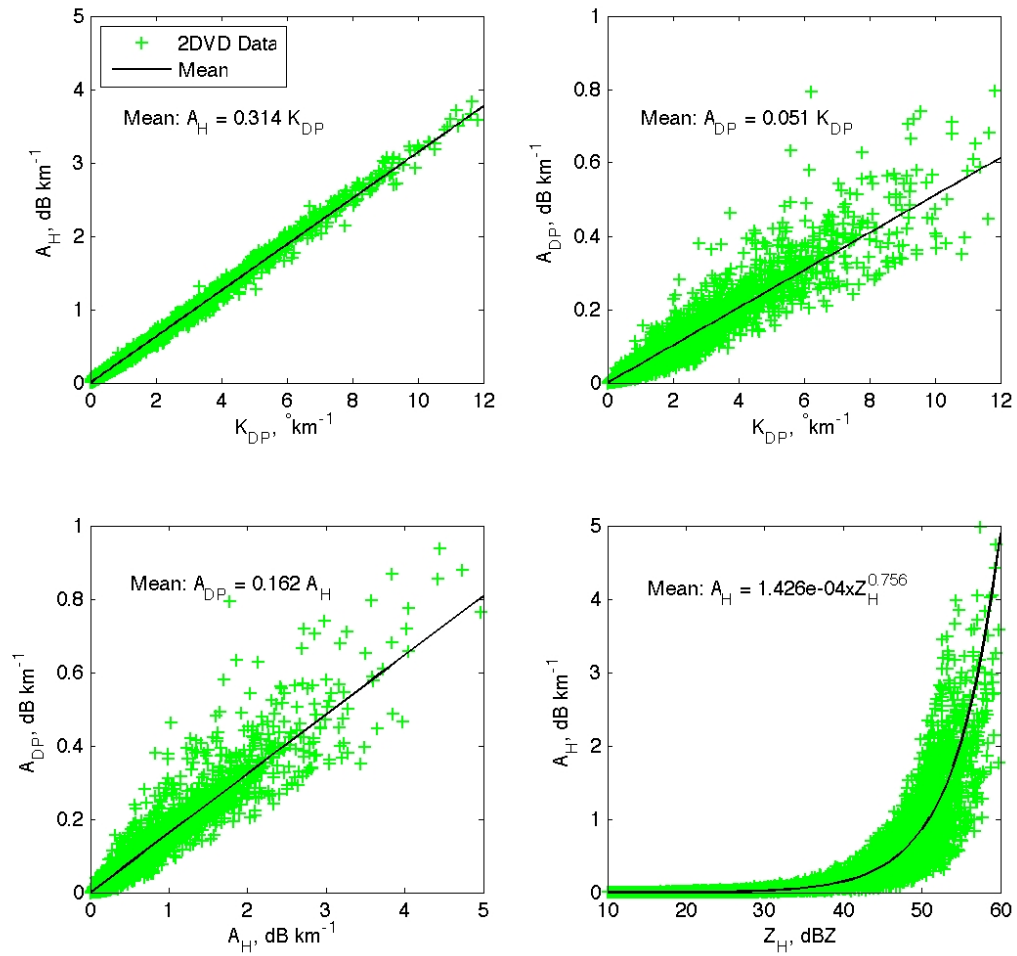 5
4
3
2
1
0
A_H, dB km^-1
2DVD Data
Mean
Mean: A_H = 0.314 K_DP
0 2 4 6 8 10 12
K_DP, °km^-1
1
0.8
0.6
0.4
0.2
0
A_DP, dB km^-1
Mean: A_DP = 0.051 K_DP
0 2 4 6 8 10 12
K_DP, °km^-1
1
0.8
0.6
0.4
0.2
0
A_DP, dB km^-1
Mean: A_DP = 0.162 A_H
0 1 2 3 4 5
A_H, dB km^-1
5
4
3
2
1
0
A_H, dB km^-1
Mean: A_H = 1.426e-04xZ_H^0.756
10 20 30 40 50 60
Z_H, dBZ